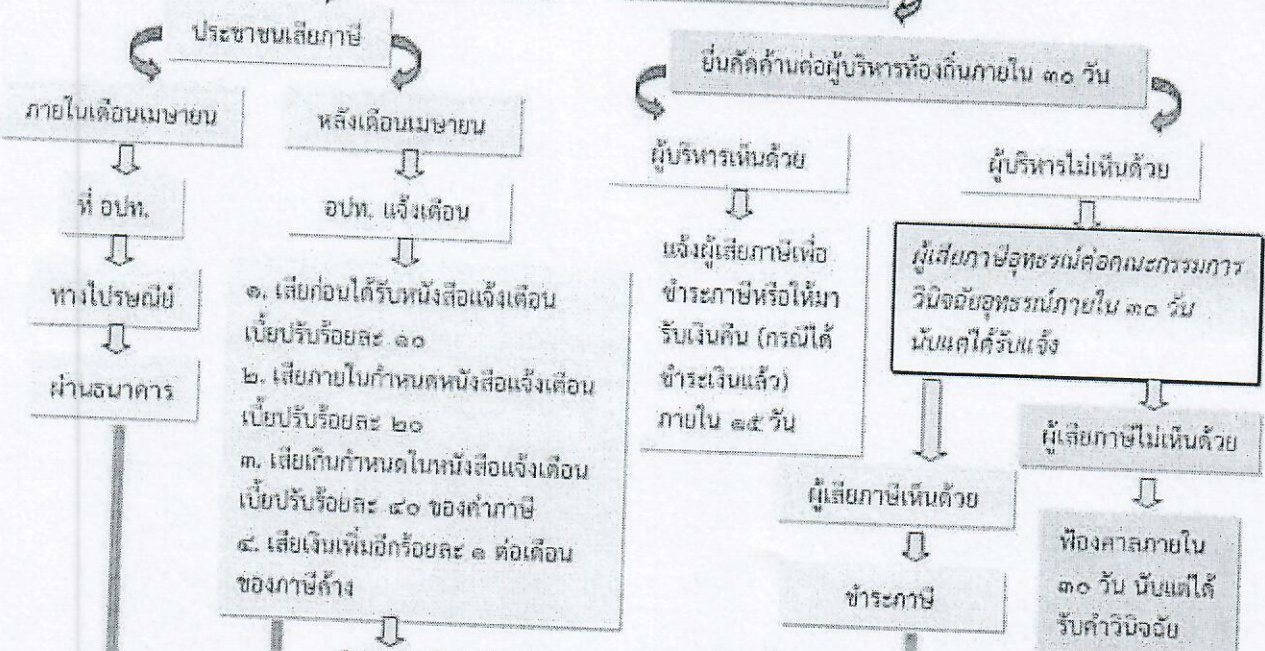 ประชาชนเสียภาษี
ภายในเดือนเมษายน
หลังเดือนเมษายน
ที่ อปท.
อปท. แจ้งเตือน
ทางไปรษณีย์
ผ่านธนาคาร
๑. เสียก่อนได้รับหนังสือแจ้งเตือน
เบี้ยปรับร้อยละ ๑๐
๒. เสียภายในกำหนดหนังสือแจ้งเตือน
เบี้ยปรับร้อยละ ๒๐
๓. เสียเกินกำหนดในหนังสือแจ้งเตือน
เบี้ยปรับร้อยละ ๔๐ ของค่าภาษี
๔. เสียเงินเพิ่มอีกร้อยละ ๑ ต่อเดือน
ของภาษีค้าง
ยื่นคัดค้านต่อผู้บริหารท้องถิ่นภายใน ๓๐ วัน
ผู้บริหารเห็นด้วย
แจ้งผู้เสียภาษีเพื่อ
ชำระภาษีหรือให้มา
รับเงินคืน (กรณีได้
ชำระเงินแล้ว)
ภายใน ๑๕ วัน
ผู้บริหารไม่เห็นด้วย
ผู้เสียภาษีอุทธรณ์ต่อคณะกรรมการ
วินิจฉัยอุทธรณ์ภายใน ๓๐ วัน
นับแต่ได้รับแจ้ง
ผู้เสียภาษีเห็นด้วย
ชำระภาษี
ผู้เสียภาษีไม่เห็นด้วย
ฟ้องศาลภายใน
๓๐ วัน นับแต่ได้
รับคำวินิจฉัย